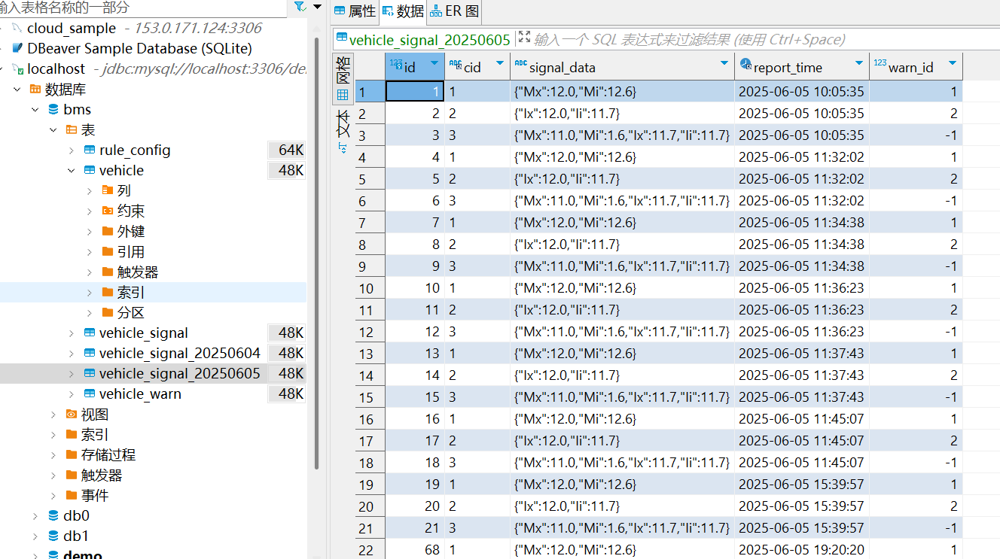 输入表格名称的一部分
cloud_sample - 153.0.171.124:3306
DBeaver Sample Database (SQLite)
localhost - jdbc:mysql://localhost:3306/de
数据库
bms
表
rule_config 64K
vehicle 48K
列
约束
外键
引用
触发器
索引
分区
vehicle_signal 48K
vehicle_signal_20250604 48K
vehicle_signal_20250605 48K
vehicle_warn 48K
视图
索引
存储过程
触发器
事件
db0
db1
demo
属性 数据 ER 图
vehicle_signal_20250605 输入一个 SQL 表达式来过滤结果 (使用 Ctrl+Space)
网格
文本
123 id ABC cid ABC signal_data report_time 123 warn_id
1 1 1 {"Mx":12.0,"Mi":12.6} 2025-06-05 10:05:35 1
2 2 2 {"Ix":12.0,"Ii":11.7} 2025-06-05 10:05:35 2
3 3 3 {"Mx":11.0,"Mi":1.6,"Ix":11.7,"Ii":11.7} 2025-06-05 10:05:35 -1
4 4 1 {"Mx":12.0,"Mi":12.6} 2025-06-05 11:32:02 1
5 5 2 {"Ix":12.0,"Ii":11.7} 2025-06-05 11:32:02 2
6 6 3 {"Mx":11.0,"Mi":1.6,"Ix":11.7,"Ii":11.7} 2025-06-05 11:32:02 -1
7 7 1 {"Mx":12.0,"Mi":12.6} 2025-06-05 11:34:38 1
8 8 2 {"Ix":12.0,"Ii":11.7} 2025-06-05 11:34:38 2
9 9 3 {"Mx":11.0,"Mi":1.6,"Ix":11.7,"Ii":11.7} 2025-06-05 11:34:38 -1
10 10 1 {"Mx":12.0,"Mi":12.6} 2025-06-05 11:36:23 1
11 11 2 {"Ix":12.0,"Ii":11.7} 2025-06-05 11:36:23 2
12 12 3 {"Mx":11.0,"Mi":1.6,"Ix":11.7,"Ii":11.7} 2025-06-05 11:36:23 -1
13 13 1 {"Mx":12.0,"Mi":12.6} 2025-06-05 11:37:43 1
14 14 2 {"Ix":12.0,"Ii":11.7} 2025-06-05 11:37:43 2
15 15 3 {"Mx":11.0,"Mi":1.6,"Ix":11.7,"Ii":11.7} 2025-06-05 11:37:43 -1
16 16 1 {"Mx":12.0,"Mi":12.6} 2025-06-05 11:45:07 1
17 17 2 {"Ix":12.0,"Ii":11.7} 2025-06-05 11:45:07 2
18 18 3 {"Mx":11.0,"Mi":1.6,"Ix":11.7,"Ii":11.7} 2025-06-05 11:45:07 -1
19 19 1 {"Mx":12.0,"Mi":12.6} 2025-06-05 15:39:57 1
20 20 2 {"Ix":12.0,"Ii":11.7} 2025-06-05 15:39:57 2
21 21 3 {"Mx":11.0,"Mi":1.6,"Ix":11.7,"Ii":11.7} 2025-06-05 15:39:57 -1
22 68 1 {"Mx":12.0,"Mi":12.6} 2025-06-05 19:20:20 1